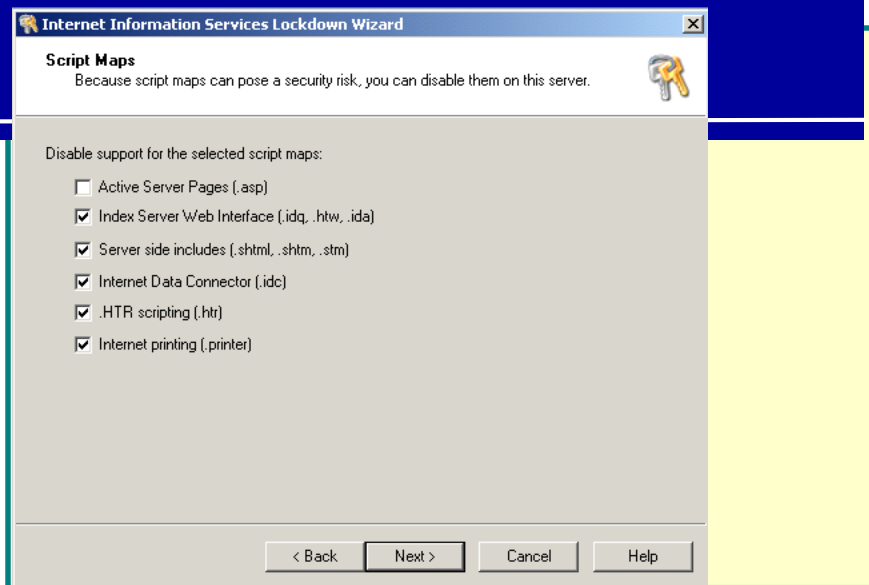 Internet Information Services Lockdown Wizard
Script Maps
Because script maps can pose a security risk, you can disable them on this server.
Disable support for the selected script maps:
Active Server Pages (.asp)
Index Server Web Interface (.idq, .htw, .ida)
Server side includes (.shtml, .shtm, .stm)
Internet Data Connector (.idc)
.HTR scripting (.htr)
Internet printing (.printer)
< Back Next > Cancel Help